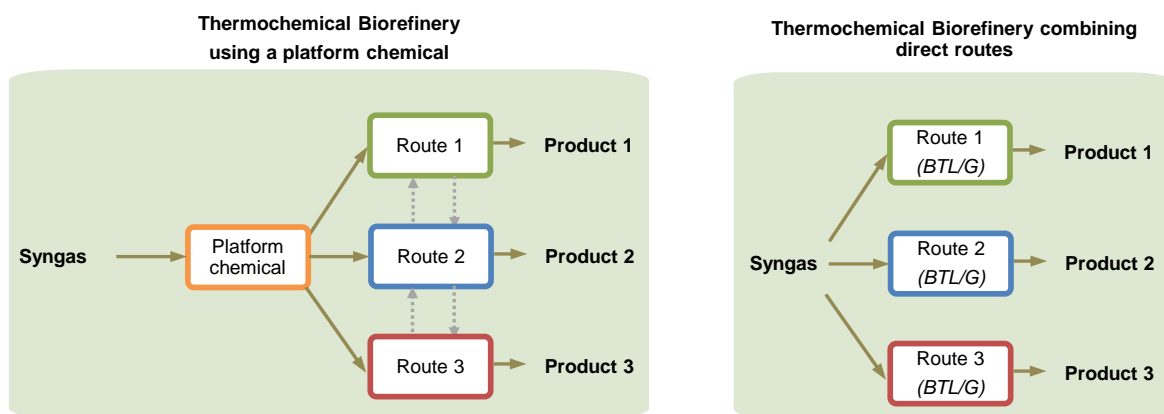 Thermochemical Biorefinery
using a platform chemical
Route 1
Product 1
Syngas
Platform
chemical
Route 2
Product 2
Route 3
Product 3
Thermochemical Biorefinery combining
direct routes
Route 1
(BTL/G)
Product 1
Syngas
Route 2
(BTL/G)
Product 2
Route 3
(BTL/G)
Product 3